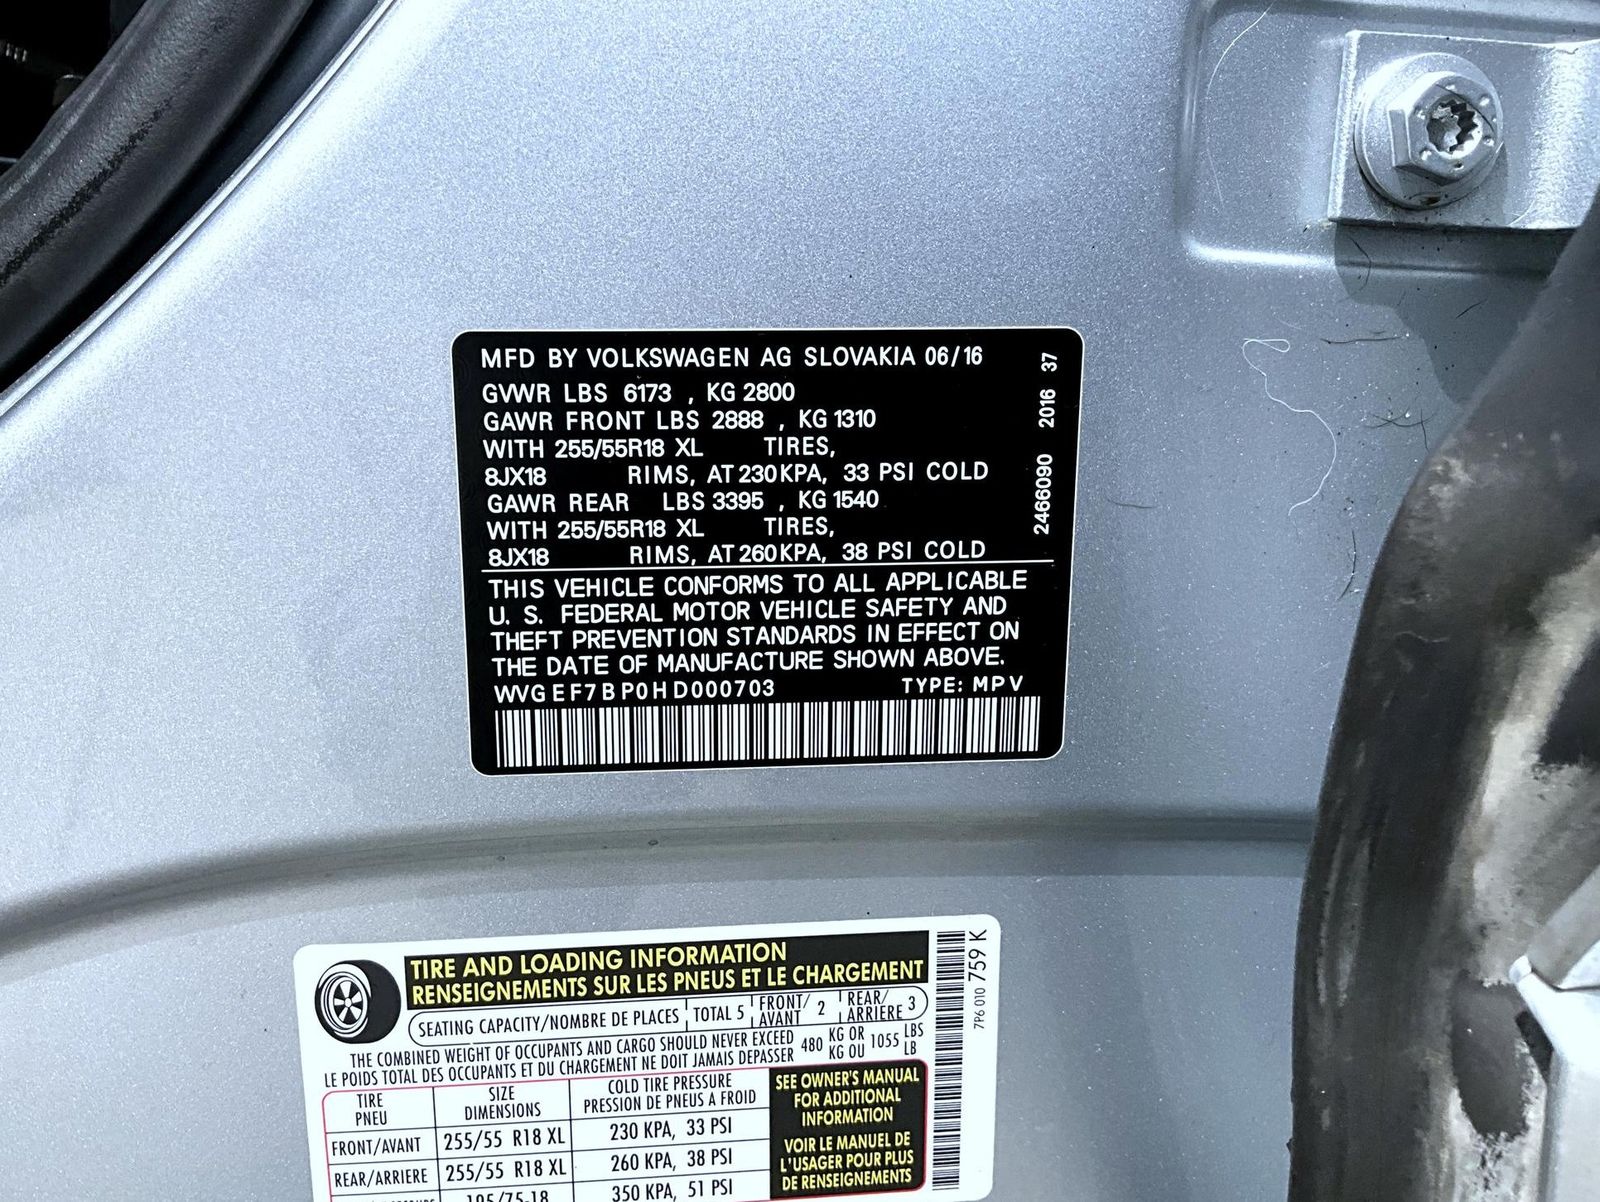 MFD BY VOLKSWAGEN AG SLOVAKIA 06/16
GVWR LBS 6173 , KG 2800
GAWR FRONT LBS 2888 , KG 1310
WITH 255/55R18 XL TIRES,
8JX18 RIMS, AT 230KPA, 33 PSI COLD
GAWR REAR LBS 3395 , KG 1540
WITH 255/55R18 XL TIRES,
8JX18 RIMS, AT 260KPA, 38 PSI COLD
THIS VEHICLE CONFORMS TO ALL APPLICABLE
U. S. FEDERAL MOTOR VEHICLE SAFETY AND
THEFT PREVENTION STANDARDS IN EFFECT ON
THE DATE OF MANUFACTURE SHOWN ABOVE.
WVGEF7BP0HD000703 TYPE: MPV
2466090 2016 37
TIRE AND LOADING INFORMATION
RENSEIGNEMENTS SUR LES PNEUS ET LE CHARGEMENT
SEATING CAPACITY/NOMBRE DE PLACES TOTAL 5 FRONT/AVANT 2 REAR/ARRIERE 3
THE COMBINED WEIGHT OF OCCUPANTS AND CARGO SHOULD NEVER EXCEED 480 KG OR 1055 LBS
LE POIDS TOTAL DES OCCUPANTS ET DU CHARGEMENT NE DOIT JAMAIS DEPASSER KG OU LB
TIRE SIZE COLD TIRE PRESSURE
PNEU DIMENSIONS PRESSION DE PNEUS A FROID
FRONT/AVANT 255/55 R18 XL 230 KPA, 33 PSI
REAR/ARRIERE 255/55 R18 XL 260 KPA, 38 PSI
195/75-18 350 KPA, 51 PSI
SEE OWNER'S MANUAL
FOR ADDITIONAL
INFORMATION
VOIR LE MANUEL DE
L'USAGER POUR PLUS
DE RENSEIGNEMENTS
7P6 010 759 K